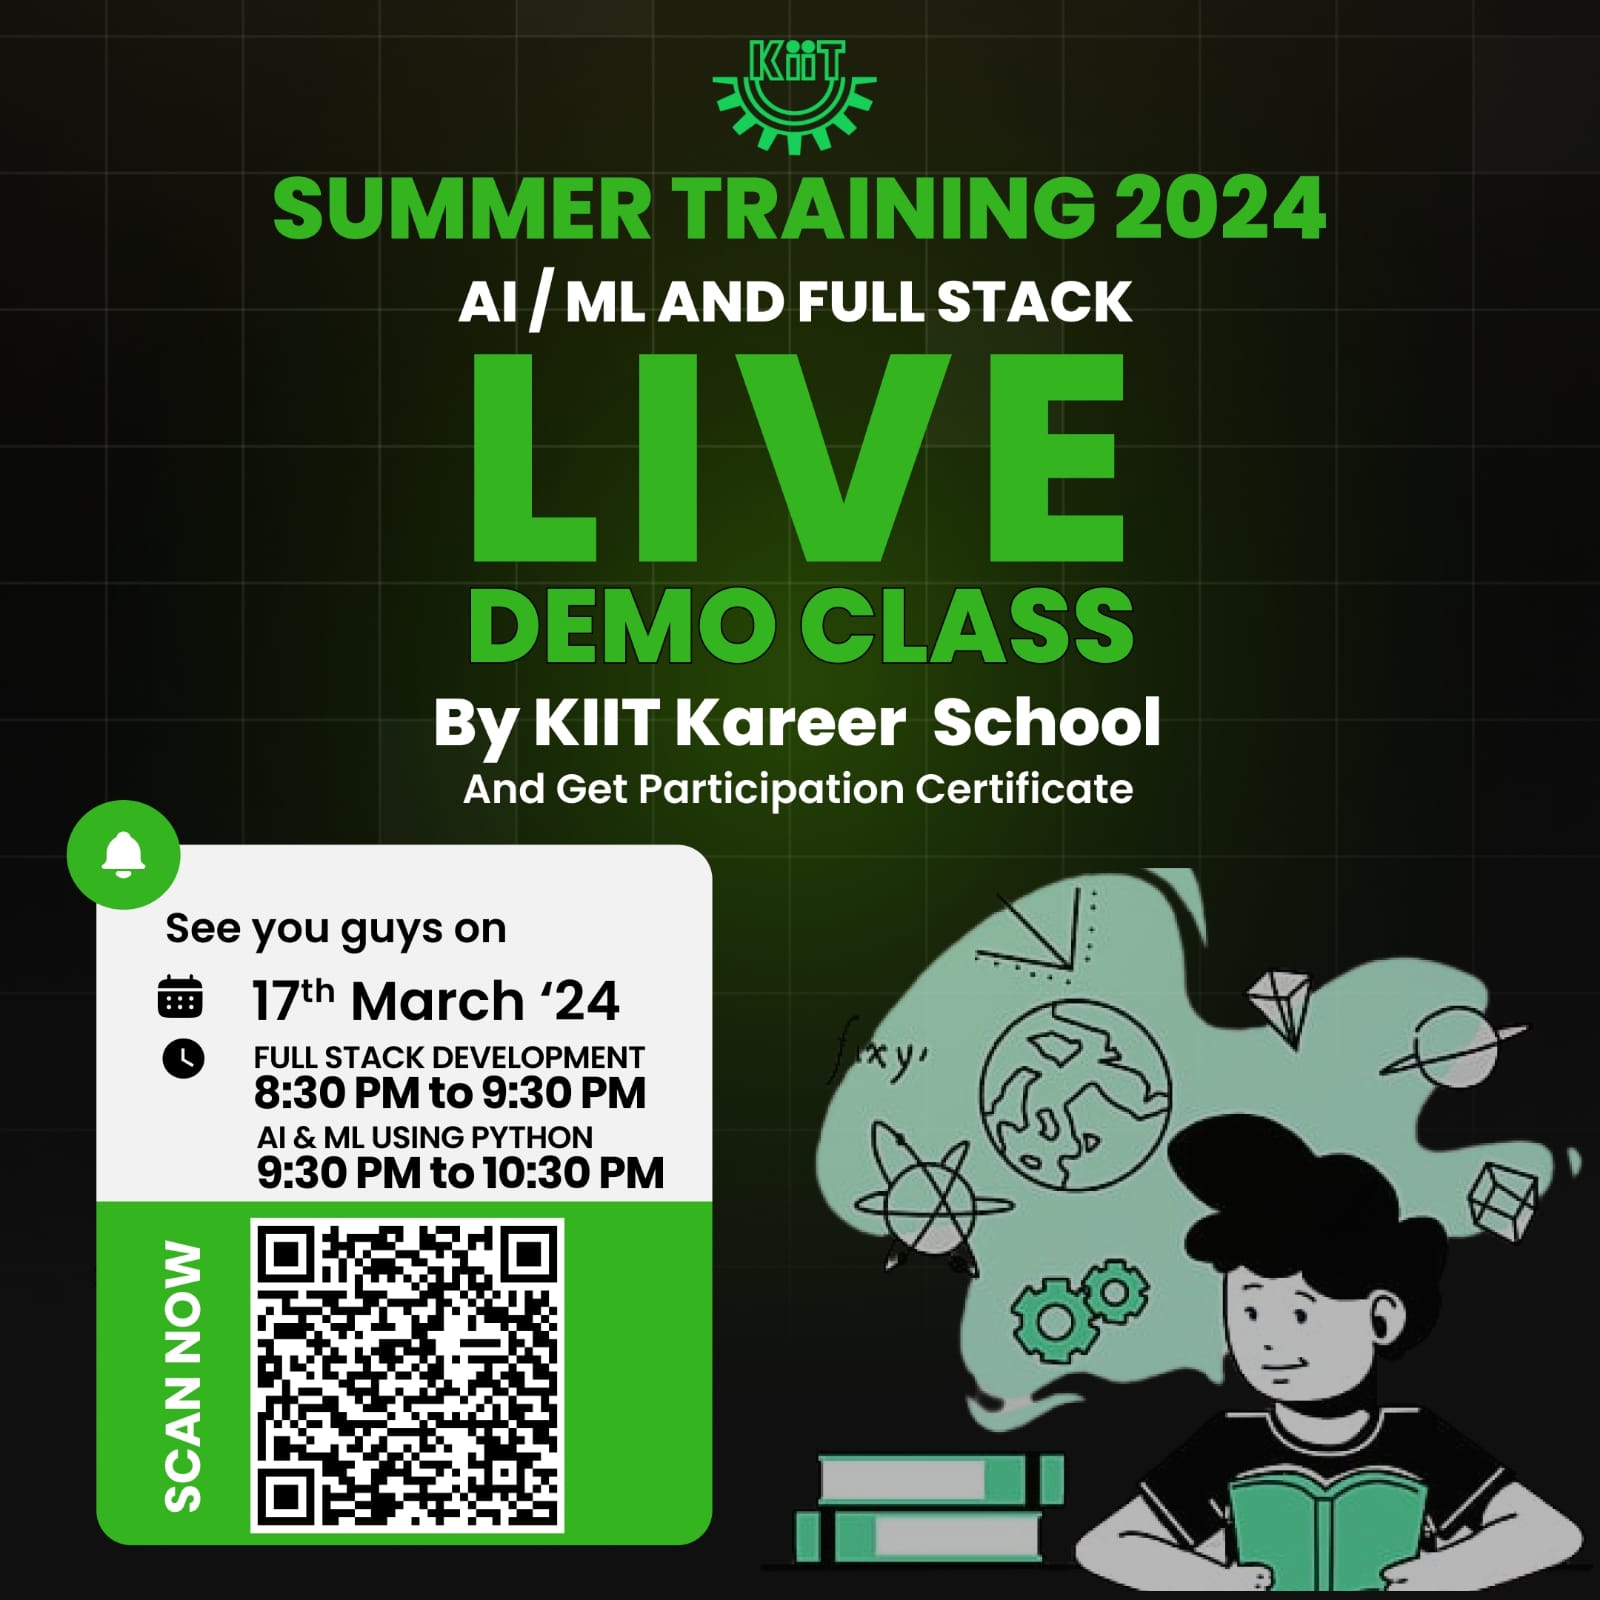 KiiT
SUMMER TRAINING 2024
AI / ML AND FULL STACK
LIVE
DEMO CLASS
By KIIT Kareer School
And Get Participation Certificate
See you guys on
17th March ‘24
FULL STACK DEVELOPMENT
8:30 PM to 9:30 PM
AI & ML USING PYTHON
9:30 PM to 10:30 PM
SCAN NOW